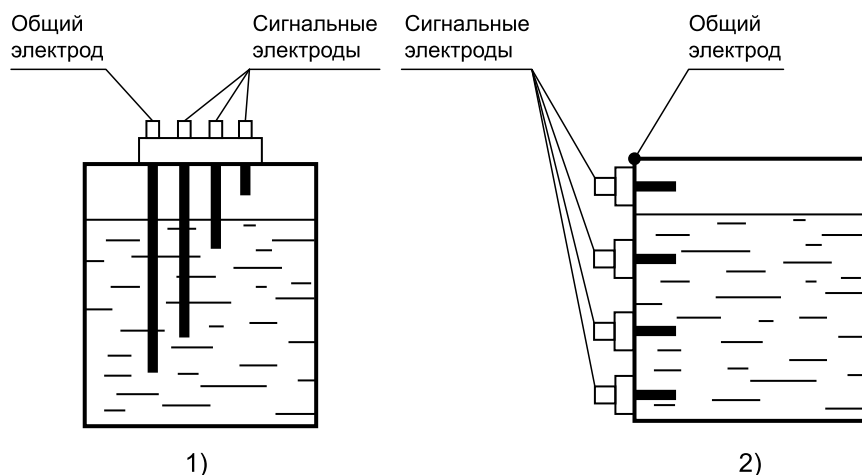 Общий
электрод
Сигнальные
электроды
Сигнальные
электроды
Общий
электрод
1)
2)